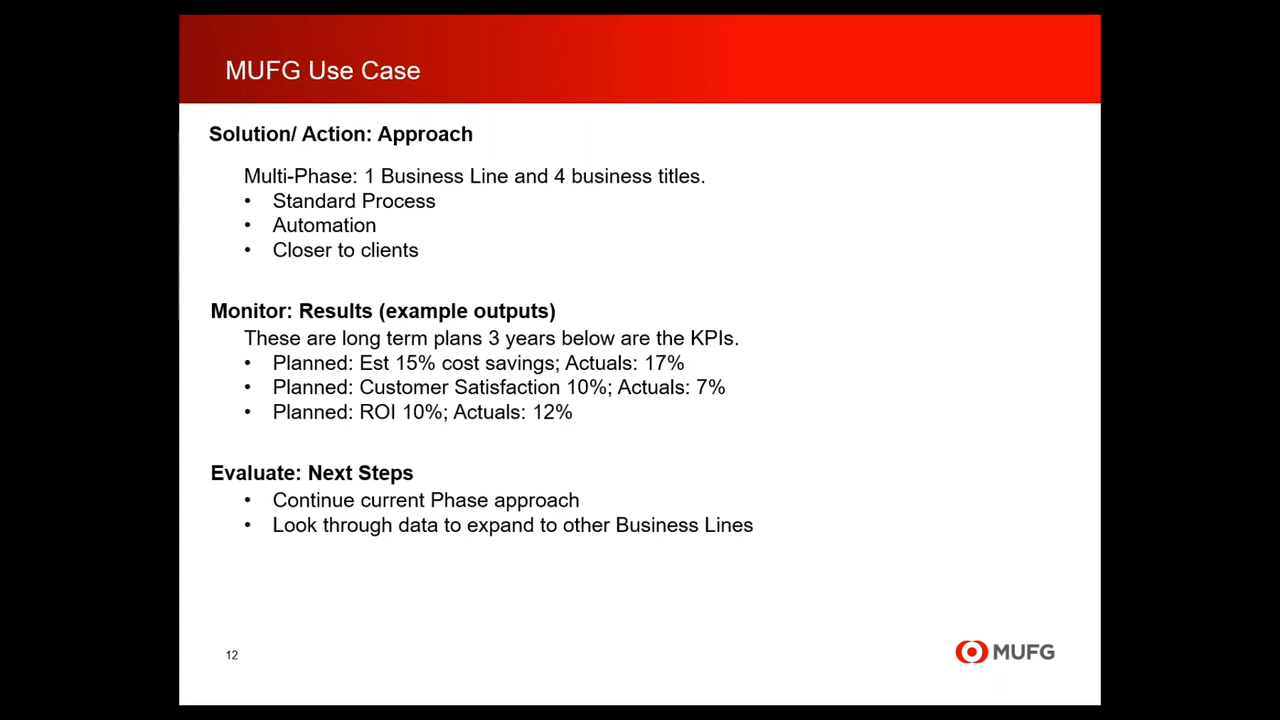 MUFG Use Case
Solution/ Action: Approach
Multi-Phase: 1 Business Line and 4 business titles.
• Standard Process
• Automation
• Closer to clients
Monitor: Results (example outputs)
These are long term plans 3 years below are the KPIs.
• Planned: Est 15% cost savings; Actuals: 17%
• Planned: Customer Satisfaction 10%; Actuals: 7%
• Planned: ROI 10%; Actuals: 12%
Evaluate: Next Steps
• Continue current Phase approach
• Look through data to expand to other Business Lines
12
MUFG